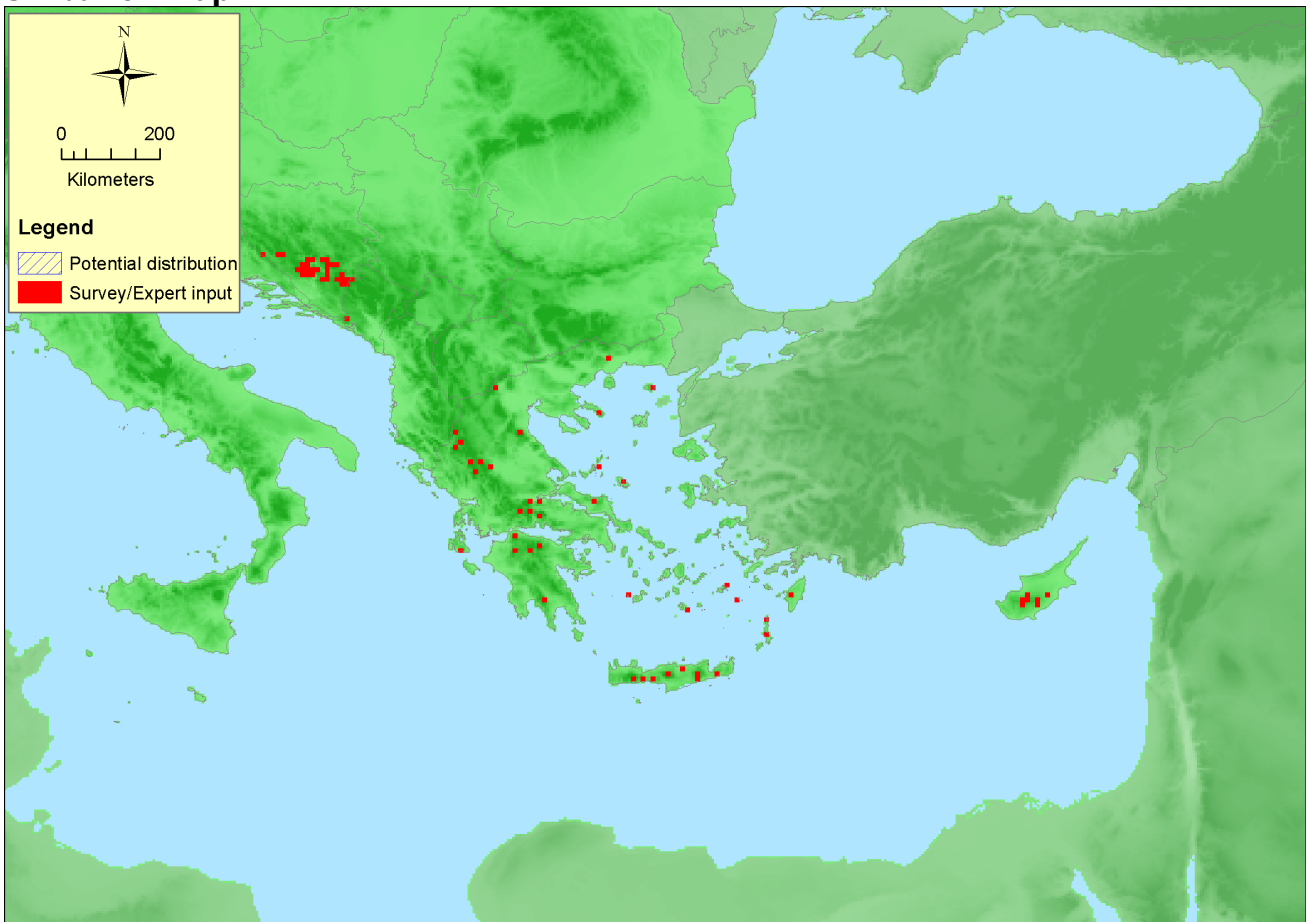 N
0 200
Kilometers
Legend
Potential distribution
Survey/Expert input